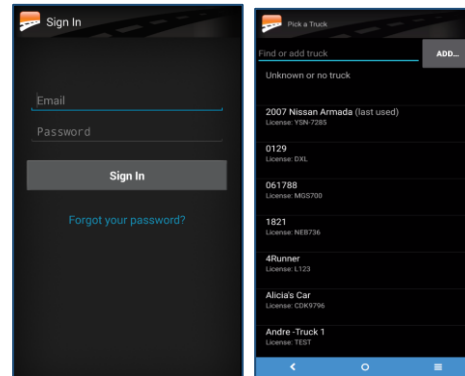 Sign In
Email
Password
Sign In
Forgot your password?
Pick a Truck
Find or add truck
ADD...
Unknown or no truck
2007 Nissan Armada (last used)
License: YSN-7285
0129
License: DXL
061788
License: MGS700
1821
License: NEB736
4Runner
License: L123
Alicia's Car
License: CDK9796
Andre -Truck 1
License: TEST